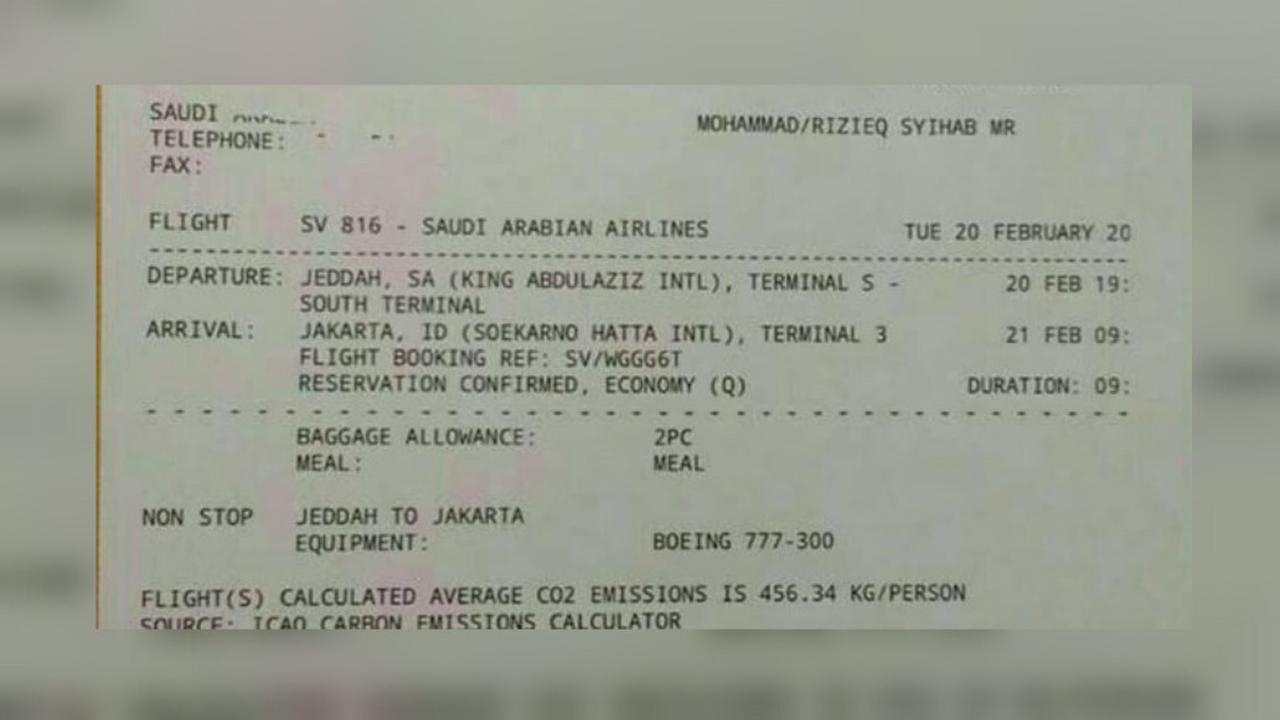 SAUDI
TELEPHONE:
FAX:
MOHAMMAD/RIZIEQ SYIHAB MR
FLIGHT SV 816 - SAUDI ARABIAN AIRLINES TUE 20 FEBRUARY 20
DEPARTURE: JEDDAH, SA (KING ABDULAZIZ INTL), TERMINAL S - 20 FEB 19:
SOUTH TERMINAL
ARRIVAL: JAKARTA, ID (SOEKARNO HATTA INTL), TERMINAL 3 21 FEB 09:
FLIGHT BOOKING REF: SV/WGGG6T
RESERVATION CONFIRMED, ECONOMY (Q) DURATION: 09:
BAGGAGE ALLOWANCE: 2PC
MEAL: MEAL
NON STOP JEDDAH TO JAKARTA
EQUIPMENT: BOEING 777-300
FLIGHT(S) CALCULATED AVERAGE CO2 EMISSIONS IS 456.34 KG/PERSON
SOURCE: ICAO CARBON EMISSIONS CALCULATOR